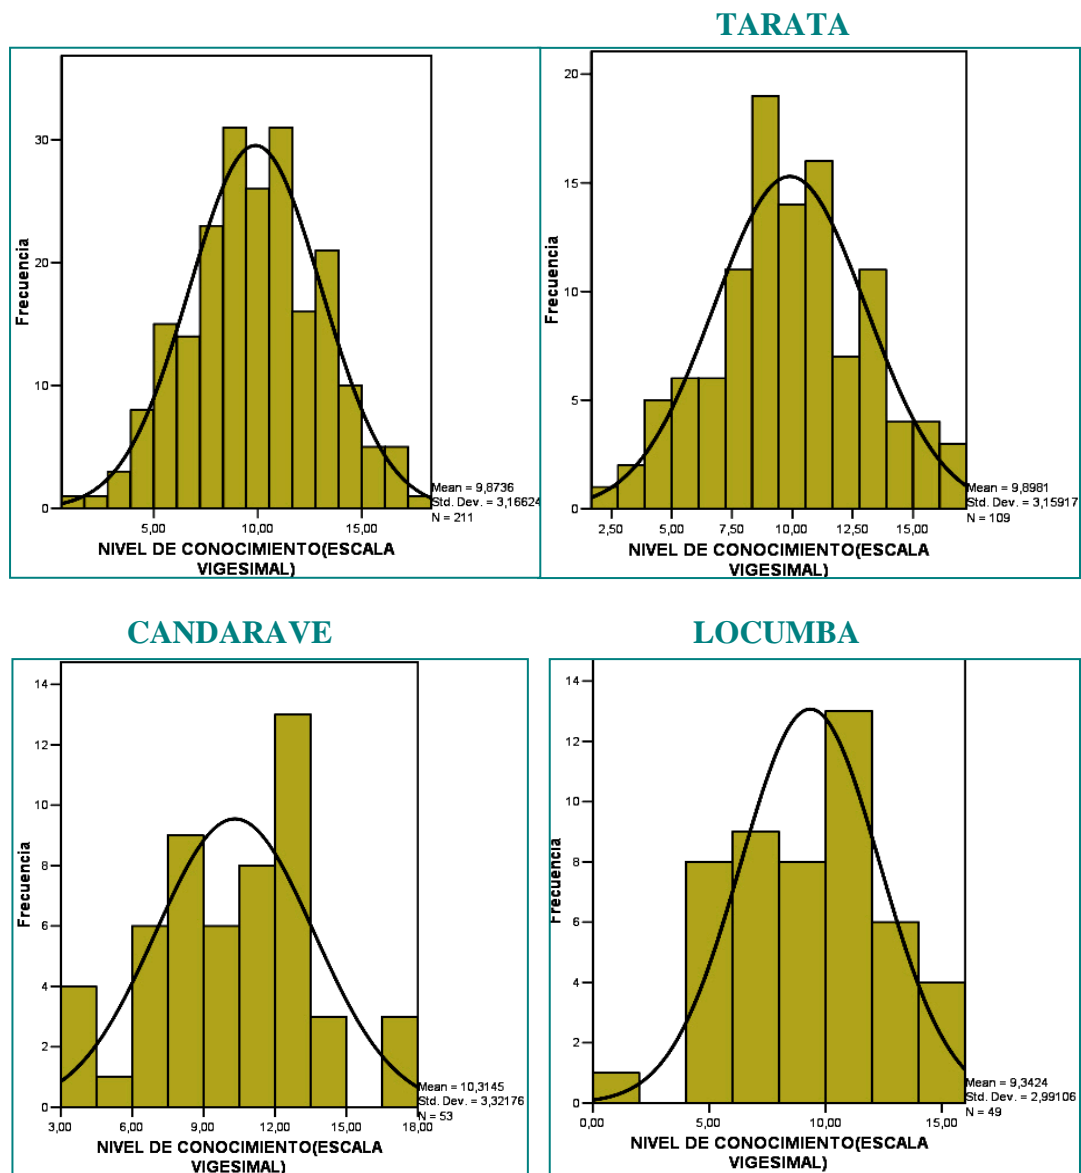 TARATA
30
20
10
0
Frecuencia
5,00 10,00 15,00
NIVEL DE CONOCIMIENTO(ESCALA
VIGESIMAL)
Mean = 9,8736
Std. Dev. = 3,16624
N = 211
20
15
10
5
0
Frecuencia
2,50 5,00 7,50 10,00 12,50 15,00
NIVEL DE CONOCIMIENTO(ESCALA
VIGESIMAL)
Mean = 9,8981
Std. Dev. = 3,15917
N = 109
CANDARAVE
14
12
10
8
6
4
2
0
Frecuencia
3,00 6,00 9,00 12,00 15,00 18,00
NIVEL DE CONOCIMIENTO(ESCALA
VIGESIMAL)
Mean = 10,3145
Std. Dev. = 3,32176
N = 53
LOCUMBA
14
12
10
8
6
4
2
0
Frecuencia
0,00 5,00 10,00 15,00
NIVEL DE CONOCIMIENTO(ESCALA
VIGESIMAL)
Mean = 9,3424
Std. Dev. = 2,99106
N = 49